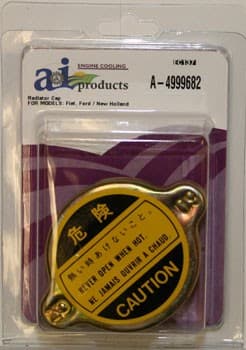 ENGINE COOLING
EC137
ai products
A-4999682
Radiator Cap
FOR MODELS: Fiat, Ford / New Holland
危険
熱い時あけないこと。
NEVER OPEN WHEN HOT.
NE JAMAIS OUVRIR A CHAUD.
CAUTION